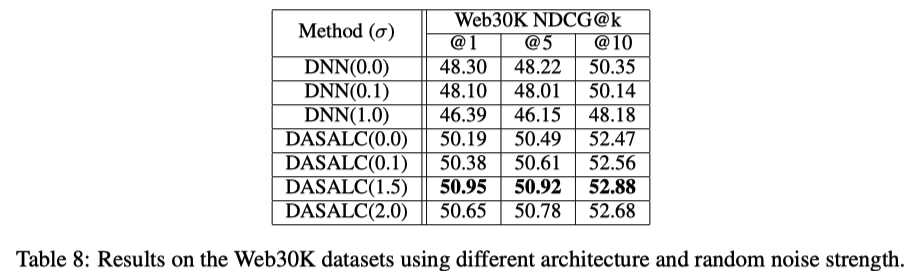 Method (σ) Web30K NDCG@k
@1 @5 @10
DNN(0.0) 48.30 48.22 50.35
DNN(0.1) 48.10 48.01 50.14
DNN(1.0) 46.39 46.15 48.18
DASALC(0.0) 50.19 50.49 52.47
DASALC(0.1) 50.38 50.61 52.56
DASALC(1.5) 50.95 50.92 52.88
DASALC(2.0) 50.65 50.78 52.68
Table 8: Results on the Web30K datasets using different architecture and random noise strength.